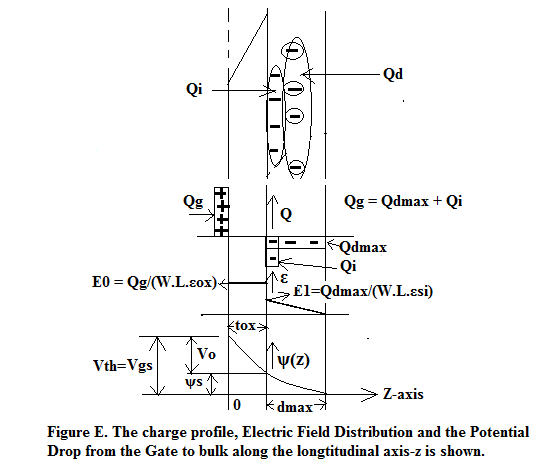 Qd
Qi
Qg
Q
Qg = Qdmax + Qi
Qdmax
Qi
E0 = Qg/(W.L.εox)
ε
E1=Qdmax/(W.L.εsi)
tox
Vo
ψ(z)
Vth=Vgs
ψs
Z-axis
0
dmax
Figure E. The charge profile, Electric Field Distribution and the Potential
Drop from the Gate to bulk along the longtitudinal axis-z is shown.